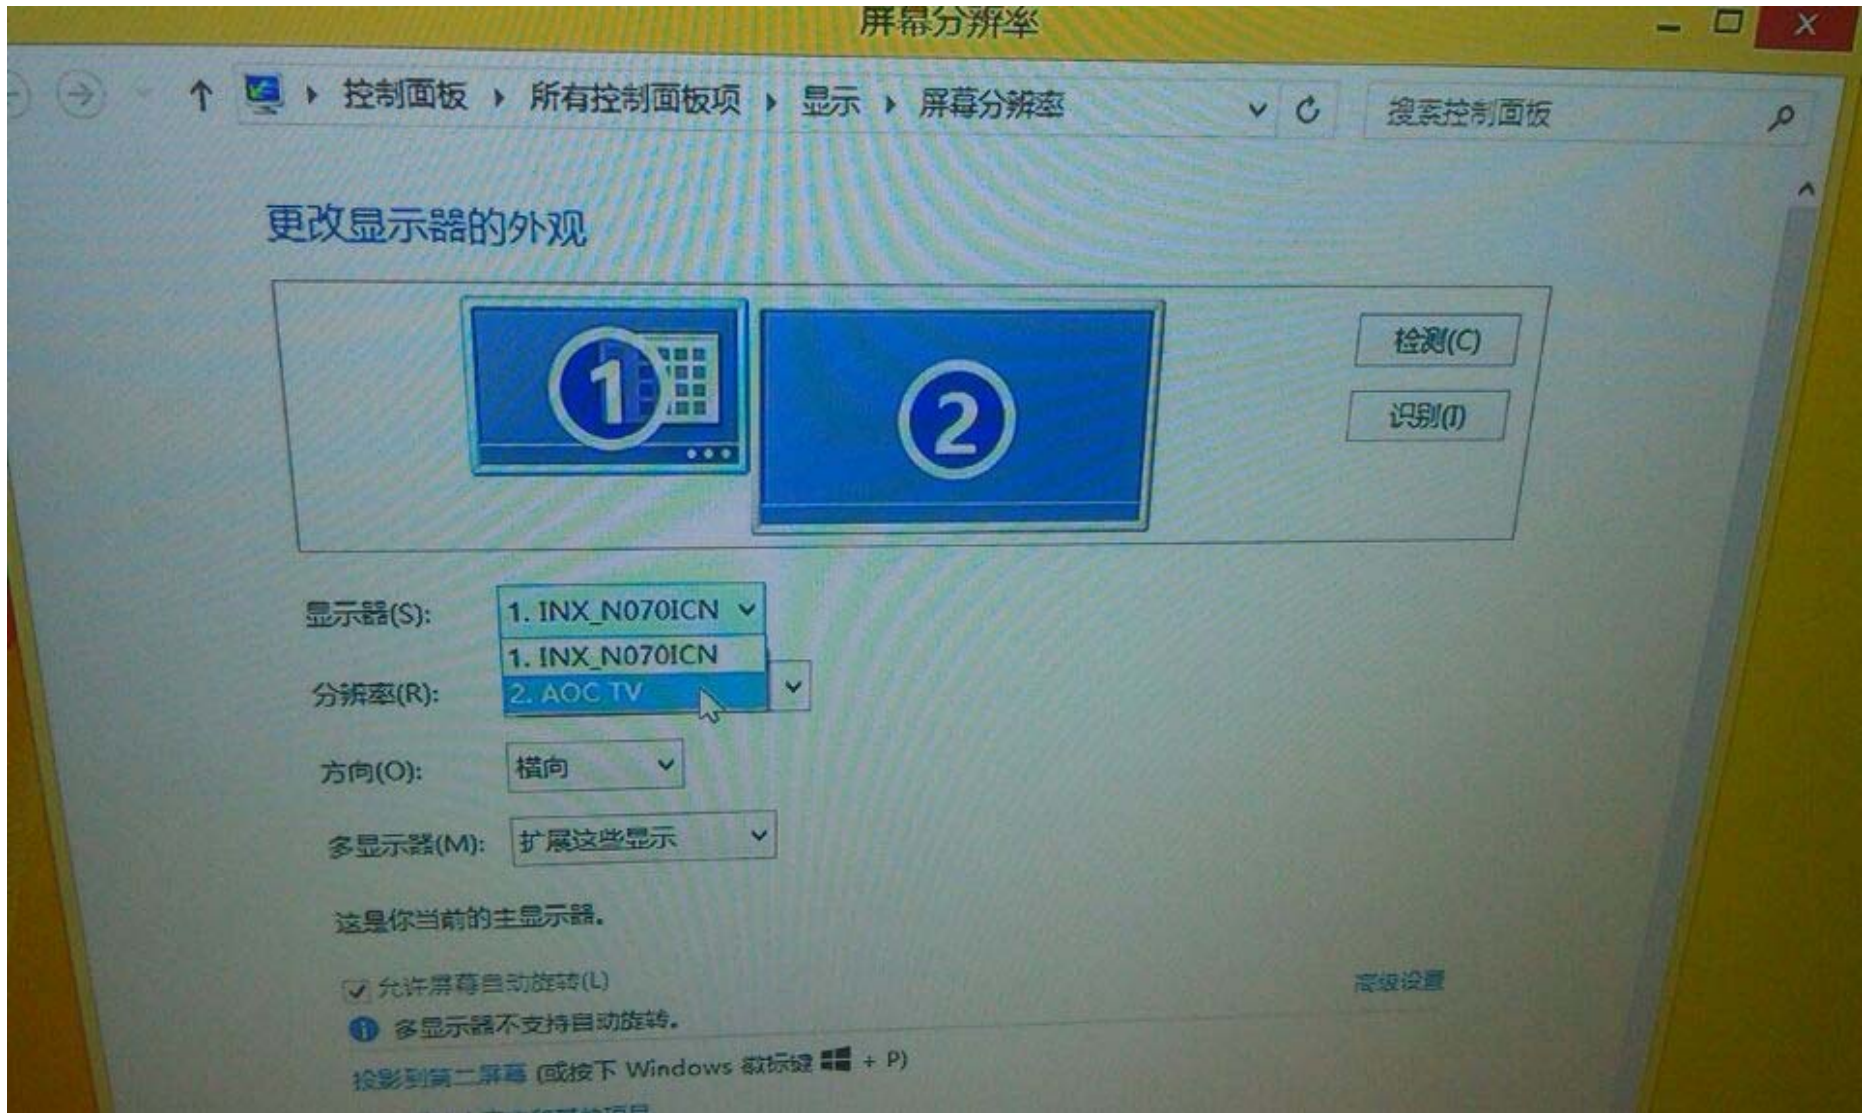 屏幕分辨率
控制面板 所有控制面板项 显示 屏幕分辨率
搜索控制面板
更改显示器的外观
1
2
检测(C)
识别(I)
显示器(S): 1. INX_N070ICN
1. INX_N070ICN
分辨率(R): 2. AOC TV
方向(O): 横向
多显示器(M): 扩展这些显示
这是你当前的主显示器。
允许屏幕自动旋转(L)
高级设置
多显示器不支持自动旋转。
投影到第二屏幕 (或按下 Windows 徽标键 + P)